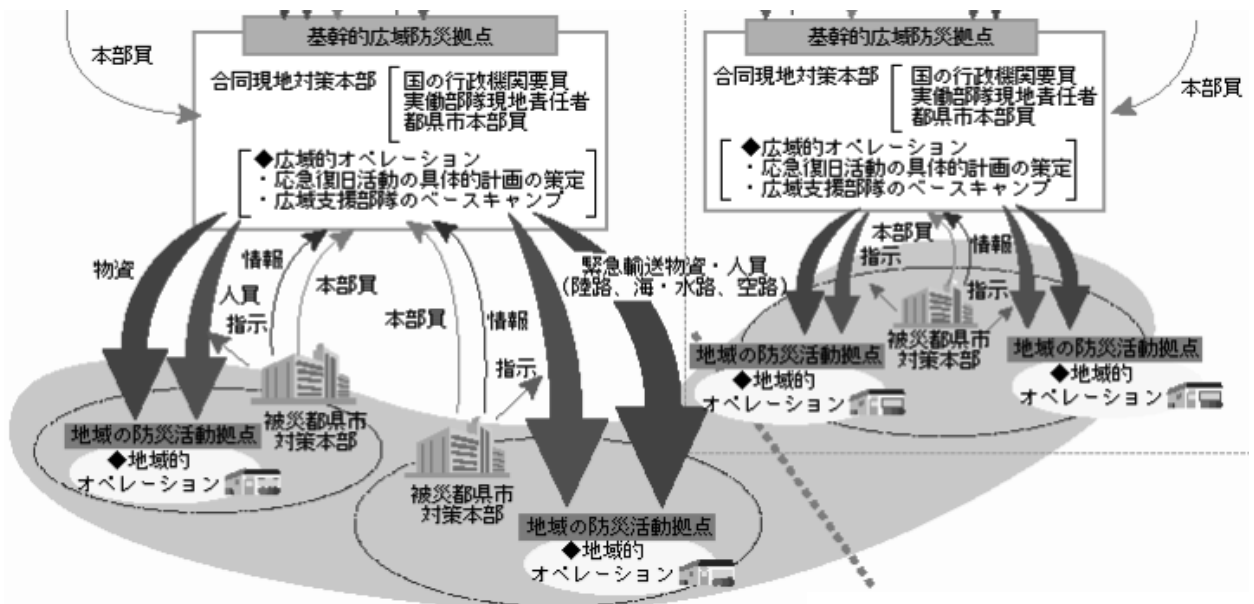 基幹的広域防災拠点
本部員
合同現地対策本部
国の行政機関要員
実働部隊現地責任者
都県市本部員
◆広域的オペレーション
・応急復旧活動の具体的計画の策定
・広域支援部隊のベースキャンプ
物資
人員
指示
情報
本部員
本部員
情報
指示
緊急輸送物資・人員
(陸路、海・水路、空路)
被災都県市
対策本部
地域の防災活動拠点
◆地域的
オペレーション
被災都県市
対策本部
地域の防災活動拠点
◆地域的
オペレーション
基幹的広域防災拠点
本部員
合同現地対策本部
国の行政機関要員
実働部隊現地責任者
都県市本部員
◆広域的オペレーション
・応急復旧活動の具体的計画の策定
・広域支援部隊のベースキャンプ
本部員
指示
情報
指示
被災都県市
対策本部
地域の防災活動拠点
◆地域的
オペレーション
地域の防災活動拠点
◆地域的
オペレーション